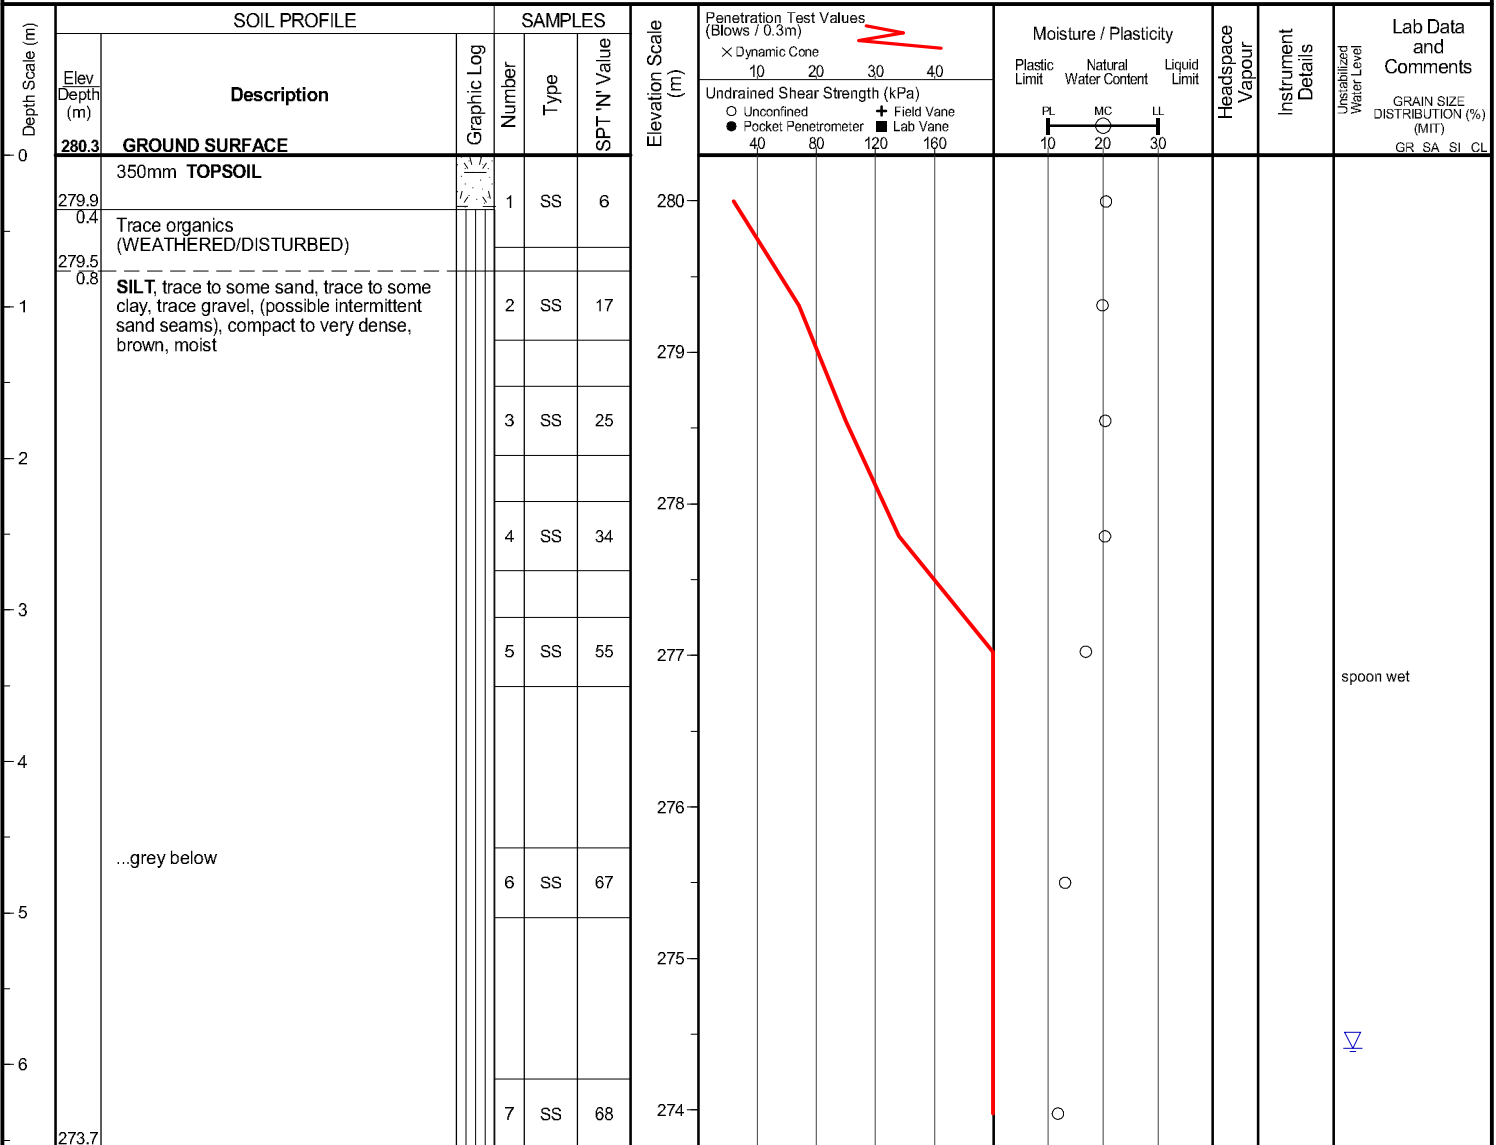 SOIL PROFILE
SAMPLES
Depth Scale (m)
Elev
Depth
(m)
Description
Graphic Log
Number
Type
SPT 'N' Value
Elevation Scale
(m)
Penetration Test Values
(Blows / 0.3m)
Dynamic Cone
10 20 30 40
Undrained Shear Strength (kPa)
Unconfined
Field Vane
Pocket Penetrometer
Lab Vane
40 80 120 160
Moisture / Plasticity
Plastic
Limit
Natural
Water Content
Liquid
Limit
PL MC LL
10 20 30
Headspace
Vapour
Instrument
Details
Unstabilized
Water Level
Lab Data
and
Comments
GRAIN SIZE
DISTRIBUTION (%)
(MIT)
GR SA SI CL
280.3 GROUND SURFACE
0
350mm TOPSOIL
279.9
0.4
1 SS 6
280
Trace organics
(WEATHERED/DISTURBED)
279.5
0.8
SILT, trace to some sand, trace to some
clay, trace gravel, (possible intermittent
sand seams), compact to very dense,
brown, moist
1
2 SS 17
279
3 SS 25
2
278
4 SS 34
3
5 SS 55
277
spoon wet
4
276
...grey below
6 SS 67
5
275
6
7 SS 68
274
273.7